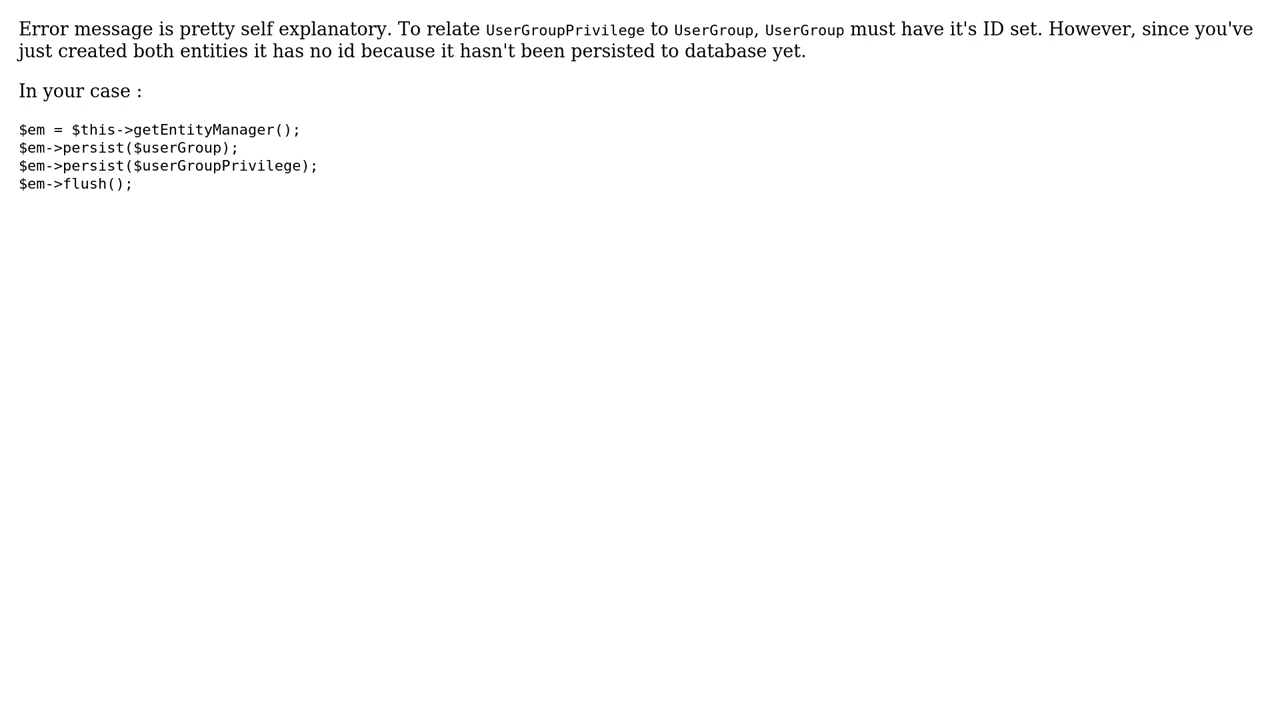 Error message is pretty self explanatory. To relate UserGroupPrivilege to UserGroup, UserGroup must have it's ID set. However, since you've
just created both entities it has no id because it hasn't been persisted to database yet.
In your case :
$em = $this->getEntityManager();
$em->persist($userGroup);
$em->persist($userGroupPrivilege);
$em->flush();